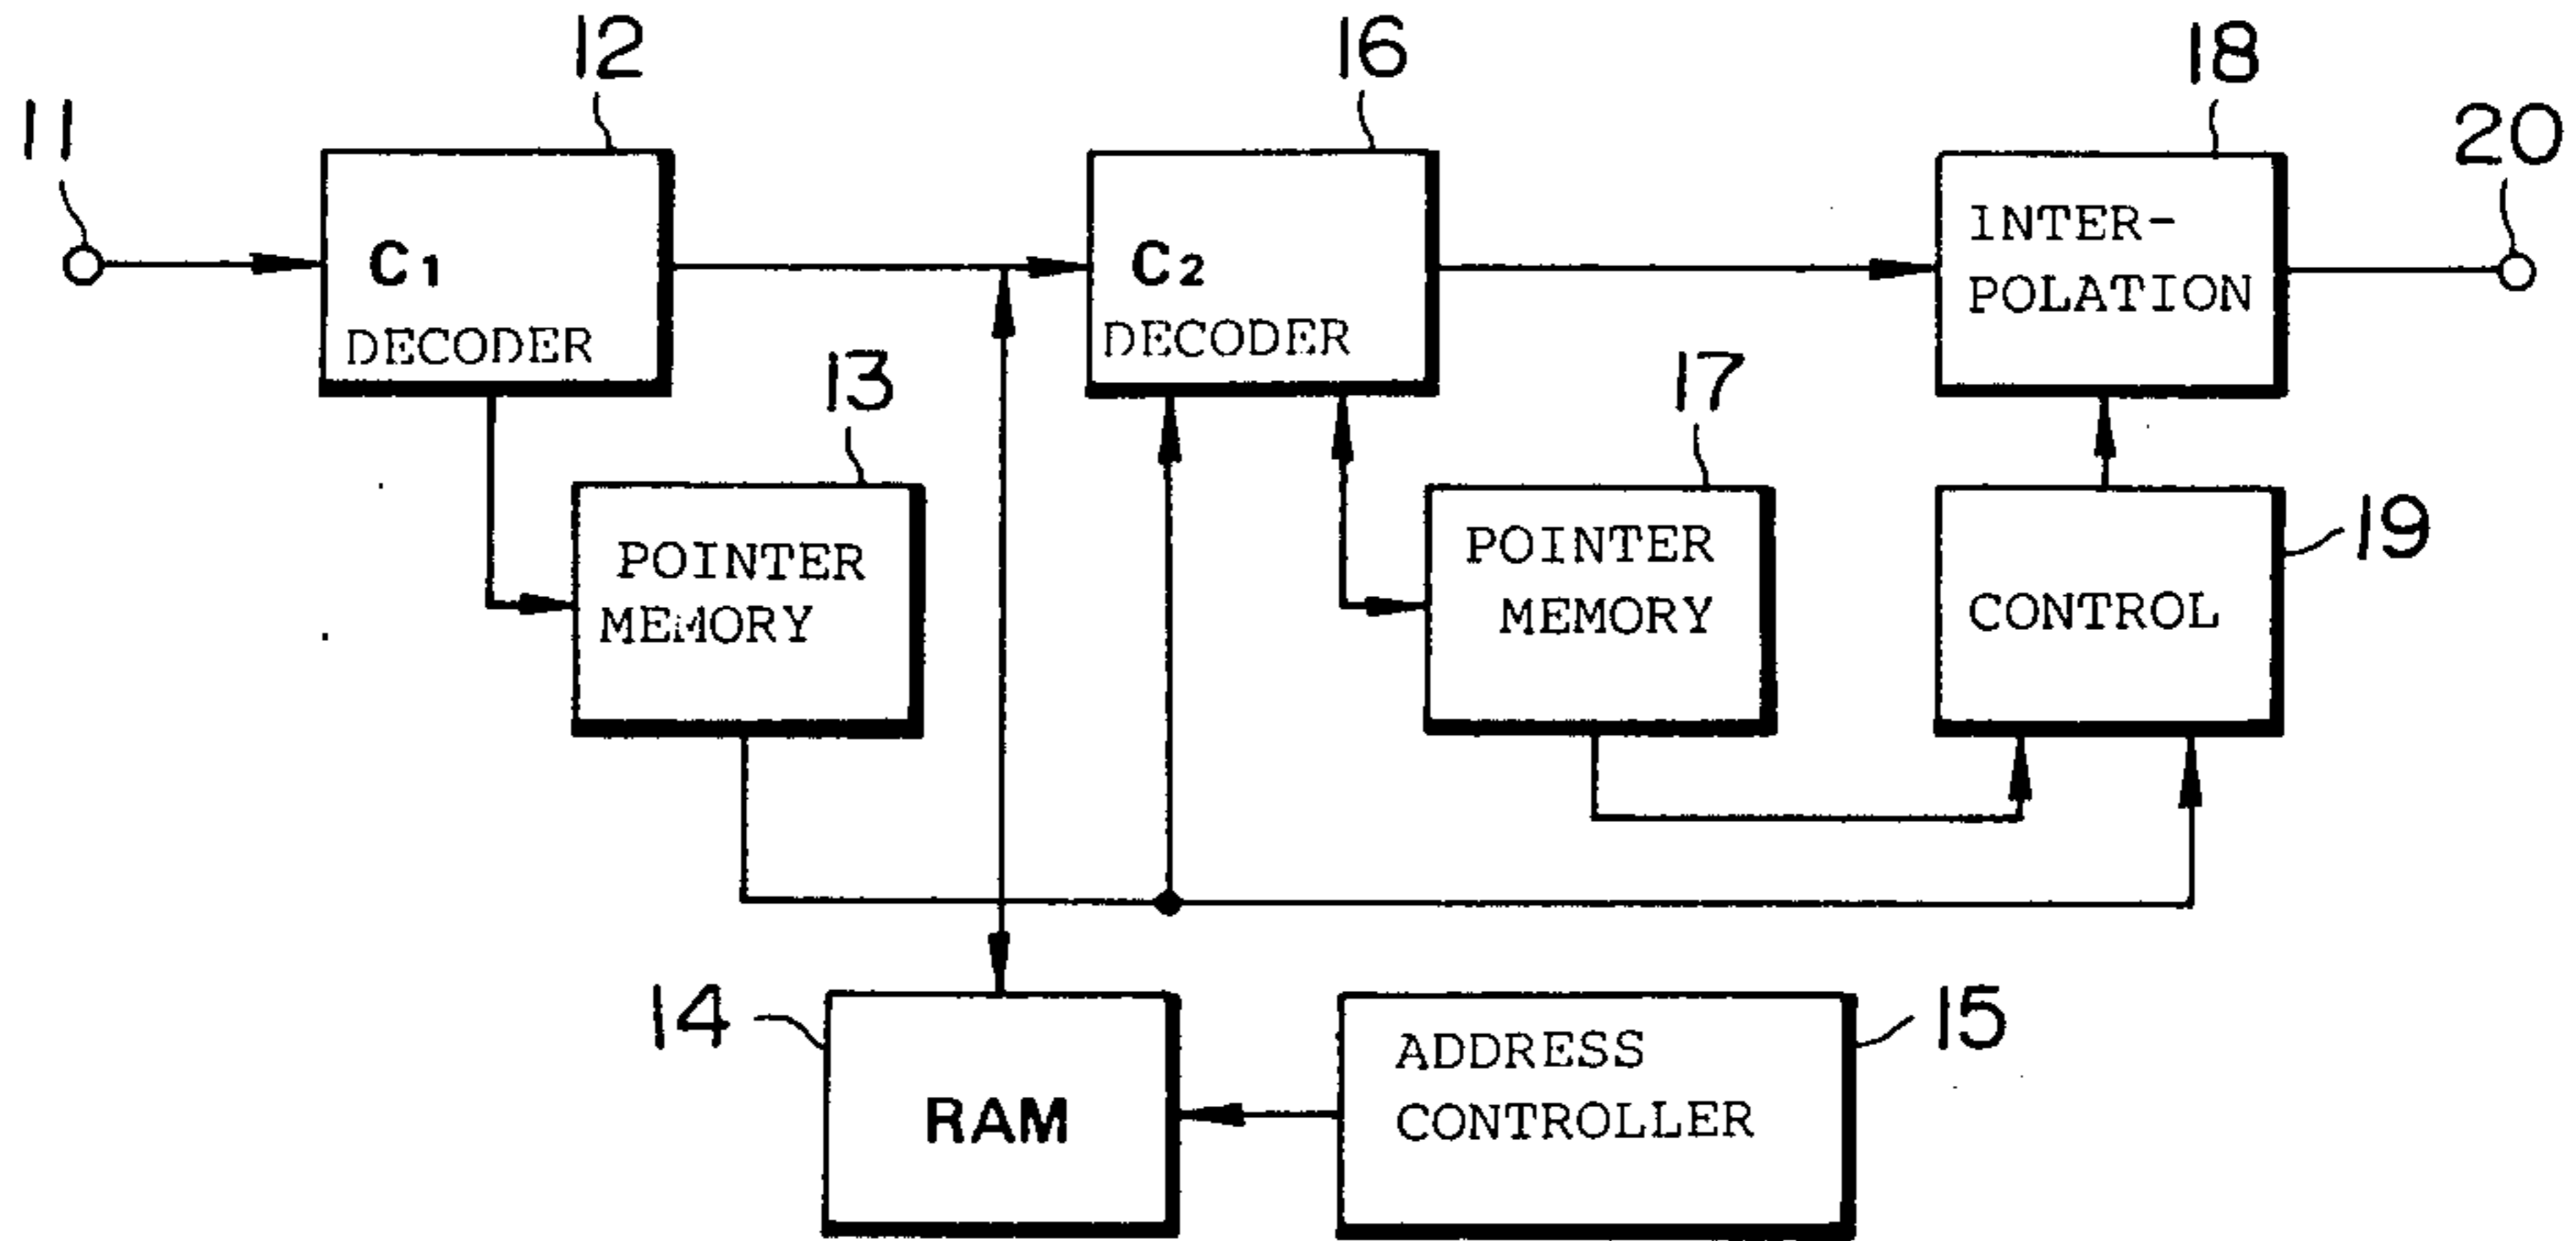 12
16
18
11
20
C1
DECODER
C2
DECODER
INTER-
POLATION
13
17
19
POINTER
MEMORY
POINTER
MEMORY
CONTROL
14
15
RAM
ADDRESS
CONTROLLER